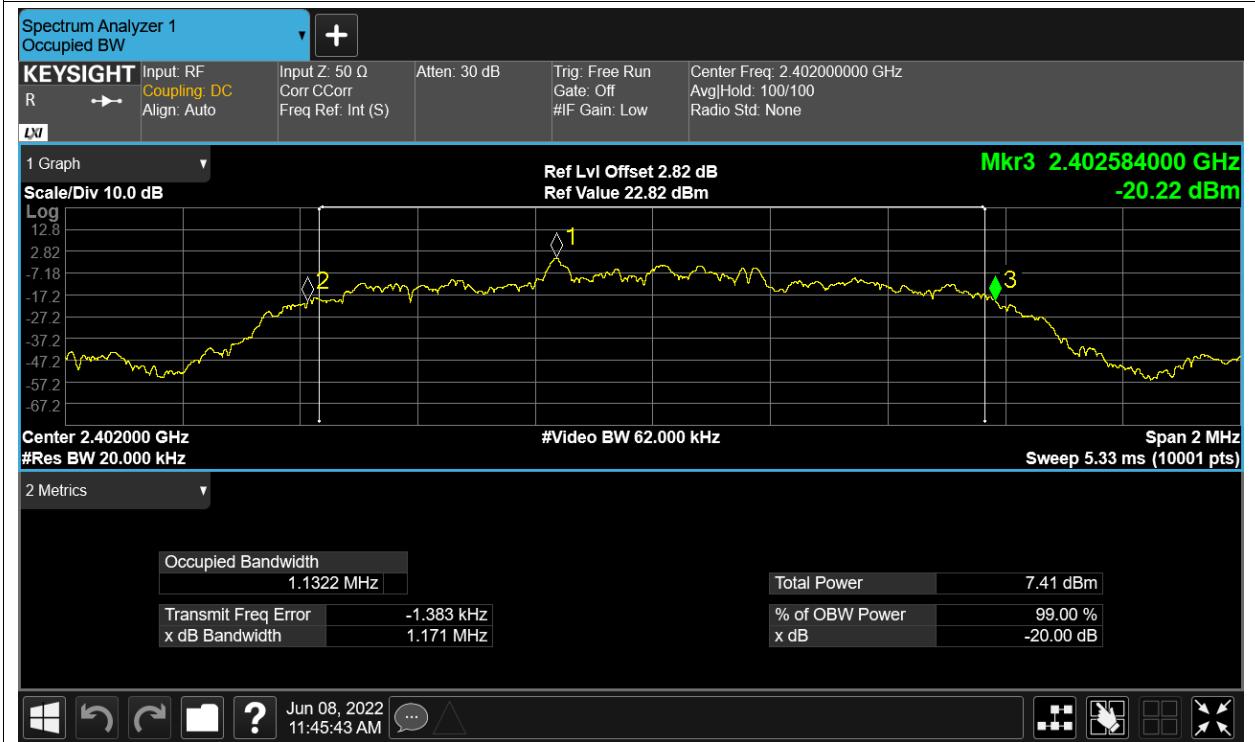 Spectrum Analyzer 1
Occupied BW
KEYSIGHT
R
LXI
Input: RF
Coupling: DC
Align: Auto
Input Z: 50 Ω
Corr CCorr
Freq Ref: Int (S)
Atten: 30 dB
Trig: Free Run
Gate: Off
#IF Gain: Low
Center Freq: 2.402000000 GHz
Avg|Hold: 100/100
Radio Std: None
1 Graph
Scale/Div 10.0 dB
Ref Lvl Offset 2.82 dB
Ref Value 22.82 dBm
Mkr3 2.402584000 GHz
-20.22 dBm
Log
12.8
2.82
-7.18
-17.2
-27.2
-37.2
-47.2
-57.2
-67.2
1
2
3
Center 2.402000 GHz
#Res BW 20.000 kHz
#Video BW 62.000 kHz
Span 2 MHz
Sweep 5.33 ms (10001 pts)
2 Metrics
Occupied Bandwidth
1.1322 MHz
Transmit Freq Error -1.383 kHz
x dB Bandwidth 1.171 MHz
Total Power 7.41 dBm
% of OBW Power 99.00 %
x dB -20.00 dB
?
Jun 08, 2022
11:45:43 AM